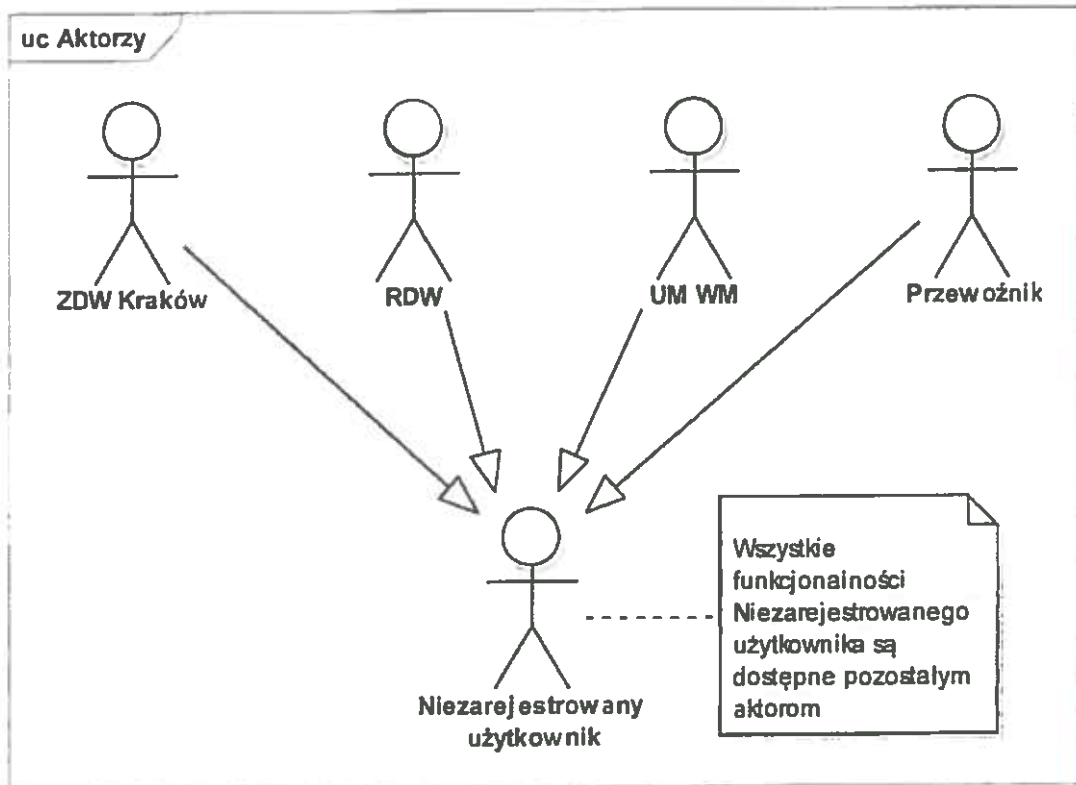 uc Aktorzy
ZDW Kraków
RDW
UM WM
Przewoźnik
Niezarejestrowany
użytkownik
Wszystkie
funkcjonalności
Niezarejestrowanego
użytkownika są
dostępne pozostałym
aktorom